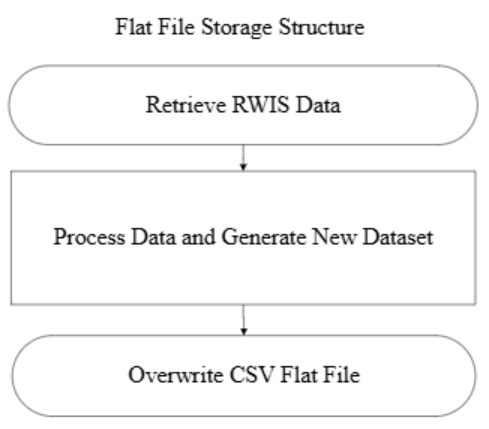 Flat File Storage Structure
Retrieve RWIS Data
Process Data and Generate New Dataset
Overwrite CSV Flat File